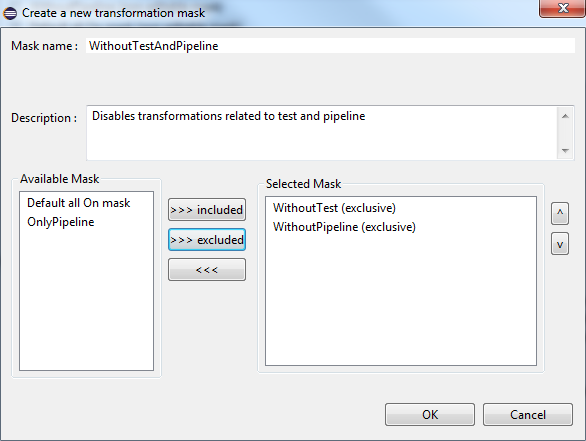 Create a new transformation mask
Mask name : WithoutTestAndPipeline
Description : Disables transformations related to test and pipeline
Available Mask
Default all On mask
OnlyPipeline
>>> included
>>> excluded
<<<
Selected Mask
WithoutTest (exclusive)
WithoutPipeline (exclusive)
^
v
OK Cancel